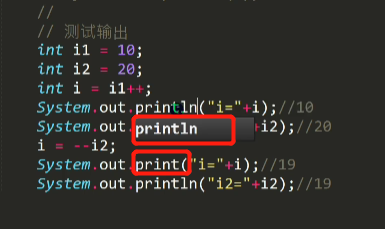 //
// 测试输出
int i1 = 10;
int i2 = 20;
int i = i1++;
System.out.println("i="+i);//10
System.out. +i2);//20
println
i = --i2;
System.out.print("i="+i);//19
System.out.println("i2="+i2);//19